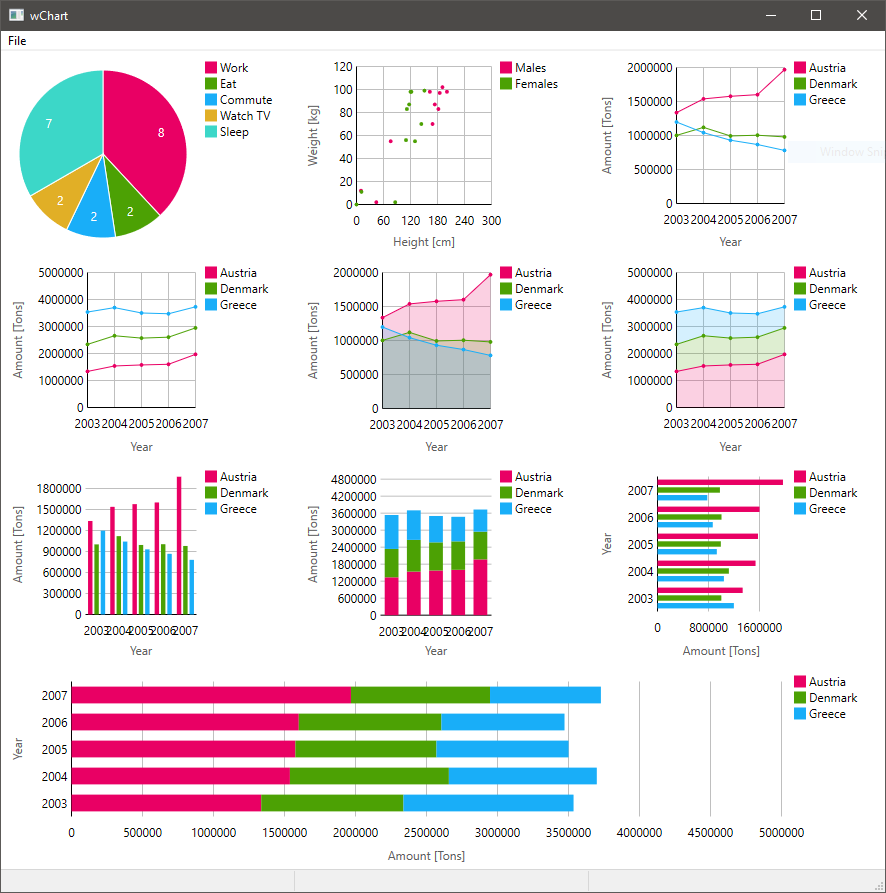 wChart
File
7
8
2
2
2
Work
Eat
Commute
Watch TV
Sleep
Weight [kg]
120
100
80
60
40
20
0
0 60 120 180 240 300
Height [cm]
Males
Females
Amount [Tons]
2000000
1500000
1000000
500000
0
2003 2004 2005 2006 2007
Year
Austria
Denmark
Greece
Window Snip
Amount [Tons]
5000000
4000000
3000000
2000000
1000000
0
2003 2004 2005 2006 2007
Year
Austria
Denmark
Greece
Amount [Tons]
2000000
1500000
1000000
500000
0
2003 2004 2005 2006 2007
Year
Austria
Denmark
Greece
Amount [Tons]
5000000
4000000
3000000
2000000
1000000
0
2003 2004 2005 2006 2007
Year
Austria
Denmark
Greece
Amount [Tons]
1800000
1500000
1200000
900000
600000
300000
0
2003 2004 2005 2006 2007
Year
Austria
Denmark
Greece
Amount [Tons]
4800000
4200000
3600000
3000000
2400000
1800000
1200000
600000
0
2003 2004 2005 2006 2007
Year
Austria
Denmark
Greece
Year
2007
2006
2005
2004
2003
0 800000 1600000
Amount [Tons]
Austria
Denmark
Greece
Year
2007
2006
2005
2004
2003
0 500000 1000000 1500000 2000000 2500000 3000000 3500000 4000000 4500000 5000000
Amount [Tons]
Austria
Denmark
Greece